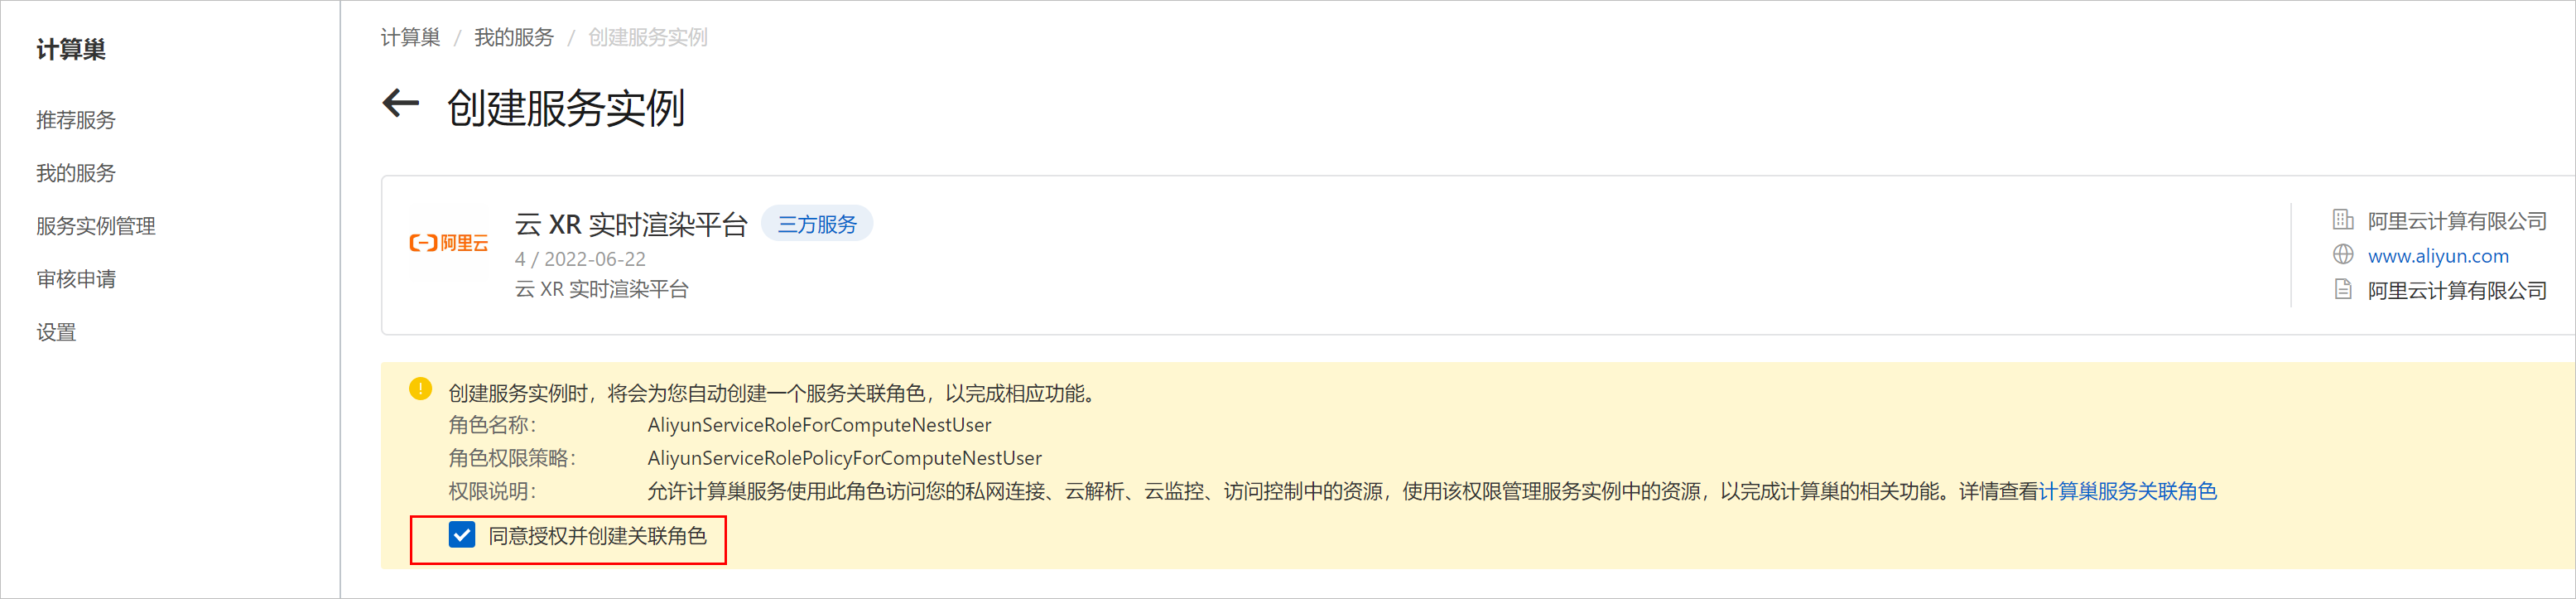 计算巢
推荐服务
我的服务
服务实例管理
审核申请
设置
计算巢 / 我的服务 / 创建服务实例
创建服务实例
阿里云
云 XR 实时渲染平台 三方服务
4 / 2022-06-22
云 XR 实时渲染平台
阿里云计算有限公司
www.aliyun.com
阿里云计算有限公司
创建服务实例时，将会为您自动创建一个服务关联角色，以完成相应功能。
角色名称： AliyunServiceRoleForComputeNestUser
角色权限策略： AliyunServiceRolePolicyForComputeNestUser
权限说明： 允许计算巢服务使用此角色访问您的私网连接、云解析、云监控、访问控制中的资源，使用该权限管理服务实例中的资源，以完成计算巢的相关功能。详情查看计算巢服务关联角色
同意授权并创建关联角色